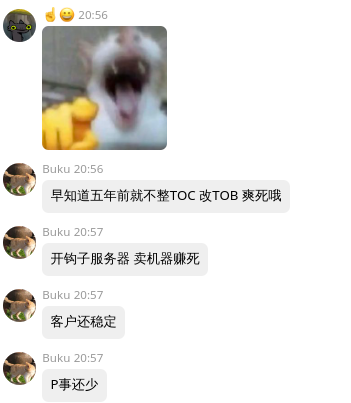 ☝️😀 20:56
Buku 20:56
早知道五年前就不整TOC 改TOB 爽死哦
Buku 20:57
开钩子服务器 卖机器赚死
Buku 20:57
客户还稳定
Buku 20:57
P事还少